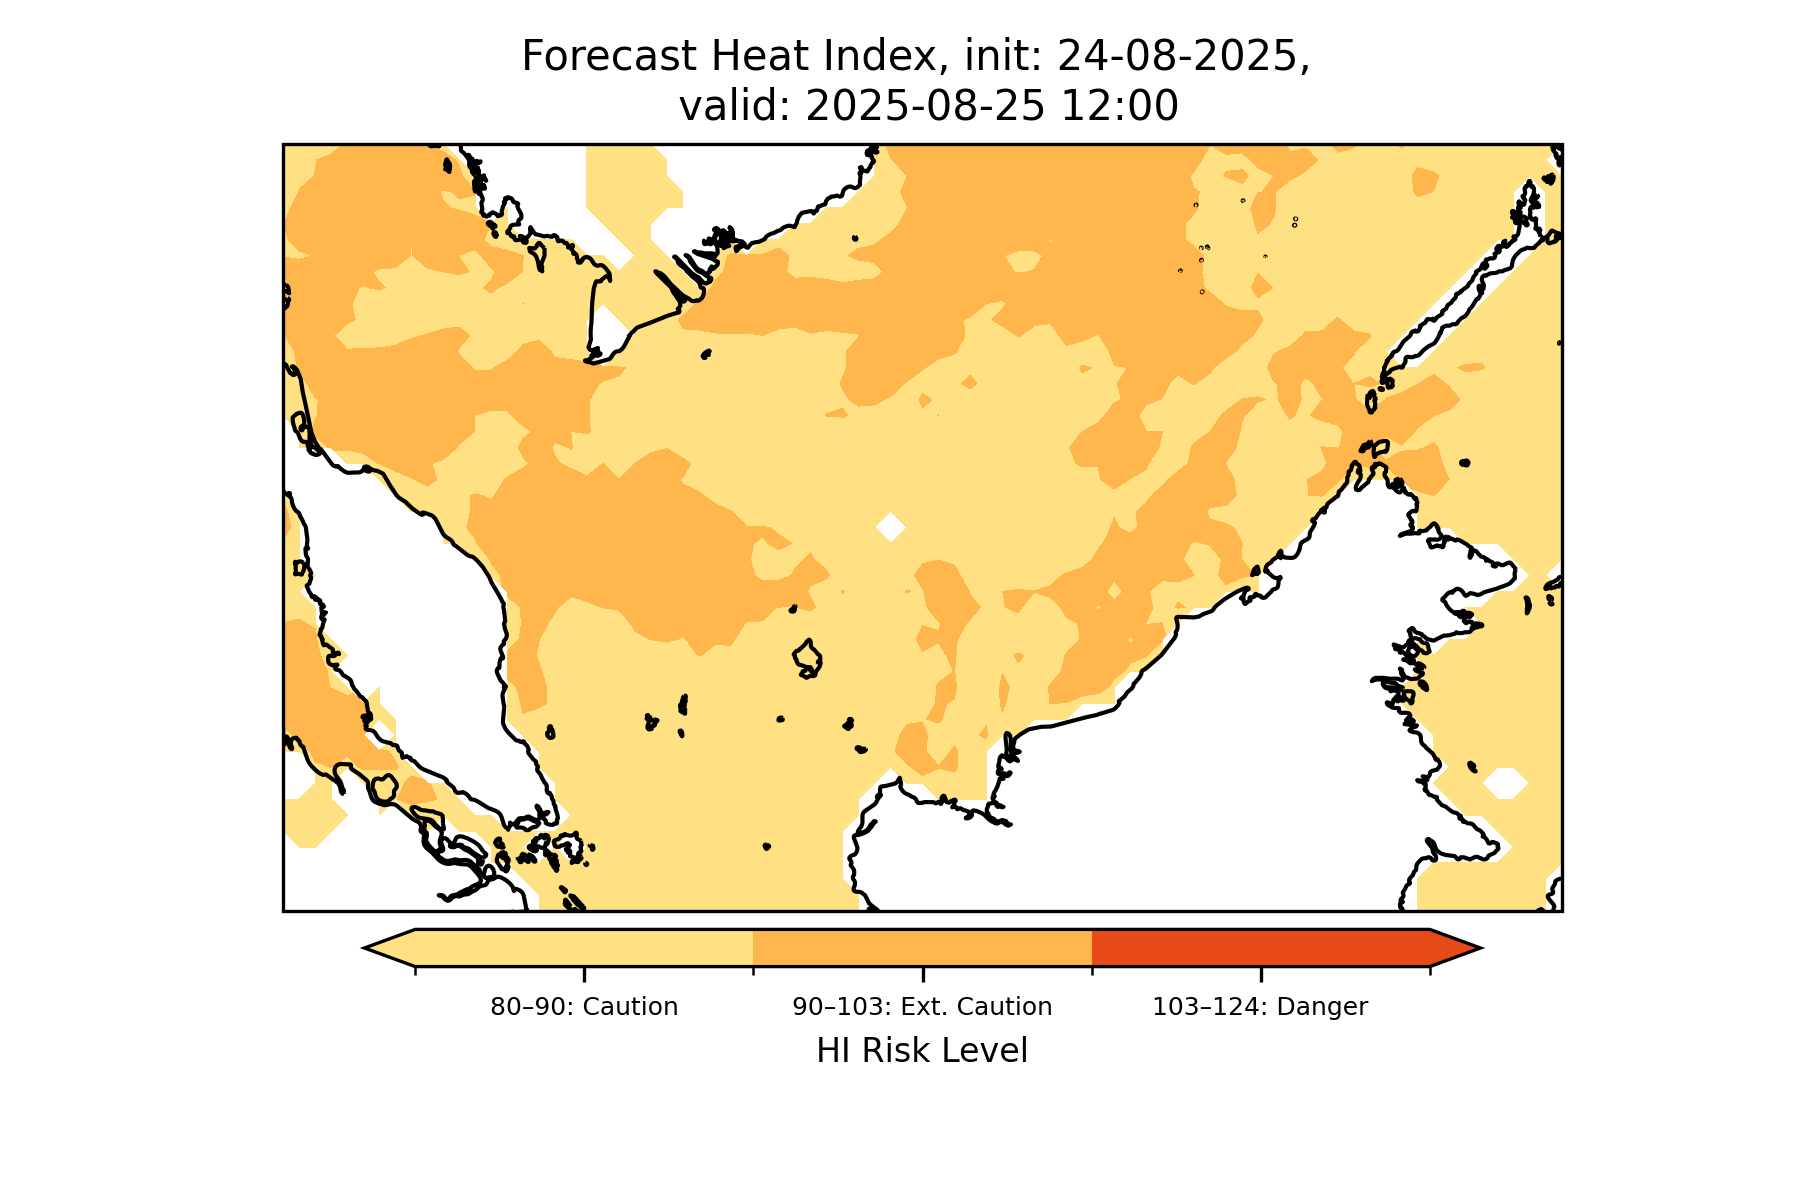 Forecast Heat Index, init: 24-08-2025,
valid: 2025-08-25 12:00
80–90: Caution
90–103: Ext. Caution
103–124: Danger
HI Risk Level